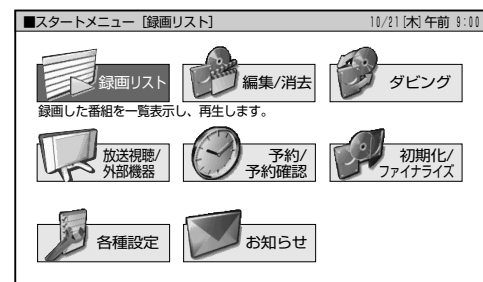 ■スタートメニュー［録画リスト］ 10/21[木]午前 9:00
録画リスト 編集/消去 ダビング
録画した番組を一覧表示し、再生します。
放送視聴/ 予約/ 初期化/
外部機器 予約確認 ファイナライズ
各種設定 お知らせ